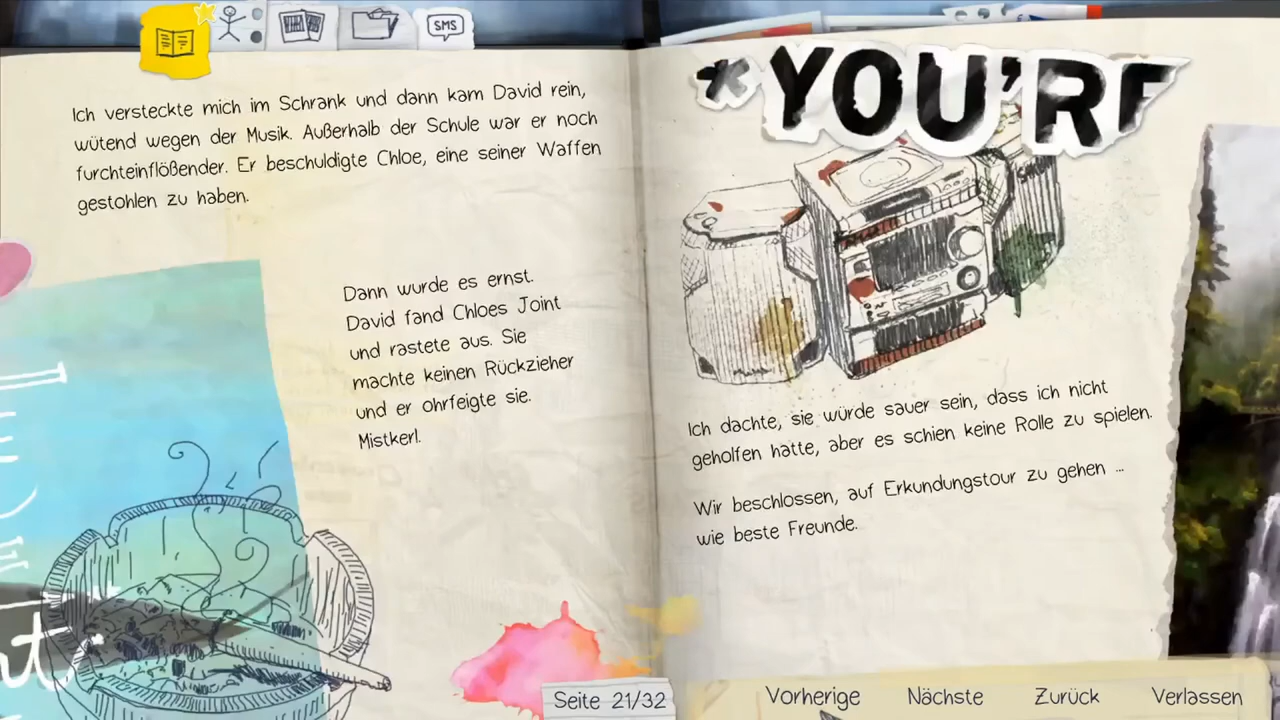 SMS
Ich versteckte mich im Schrank und dann kam David rein,
wütend wegen der Musik. Außerhalb der Schule war er noch
furchteinflößender. Er beschuldigte Chloe, eine seiner Waffen
gestohlen zu haben.
Dann wurde es ernst.
David fand Chloes Joint
und rastete aus. Sie
machte keinen Rückzieher
und er ohrfeigte sie.
Mistkerl.
*YOU'RE
Ich dachte, sie würde sauer sein, dass ich nicht
geholfen hatte, aber es schien keine Rolle zu spielen.
Wir beschlossen, auf Erkundungstour zu gehen ...
wie beste Freunde.
Seite 21/32
Vorherige
Nächste
Zurück
Verlassen